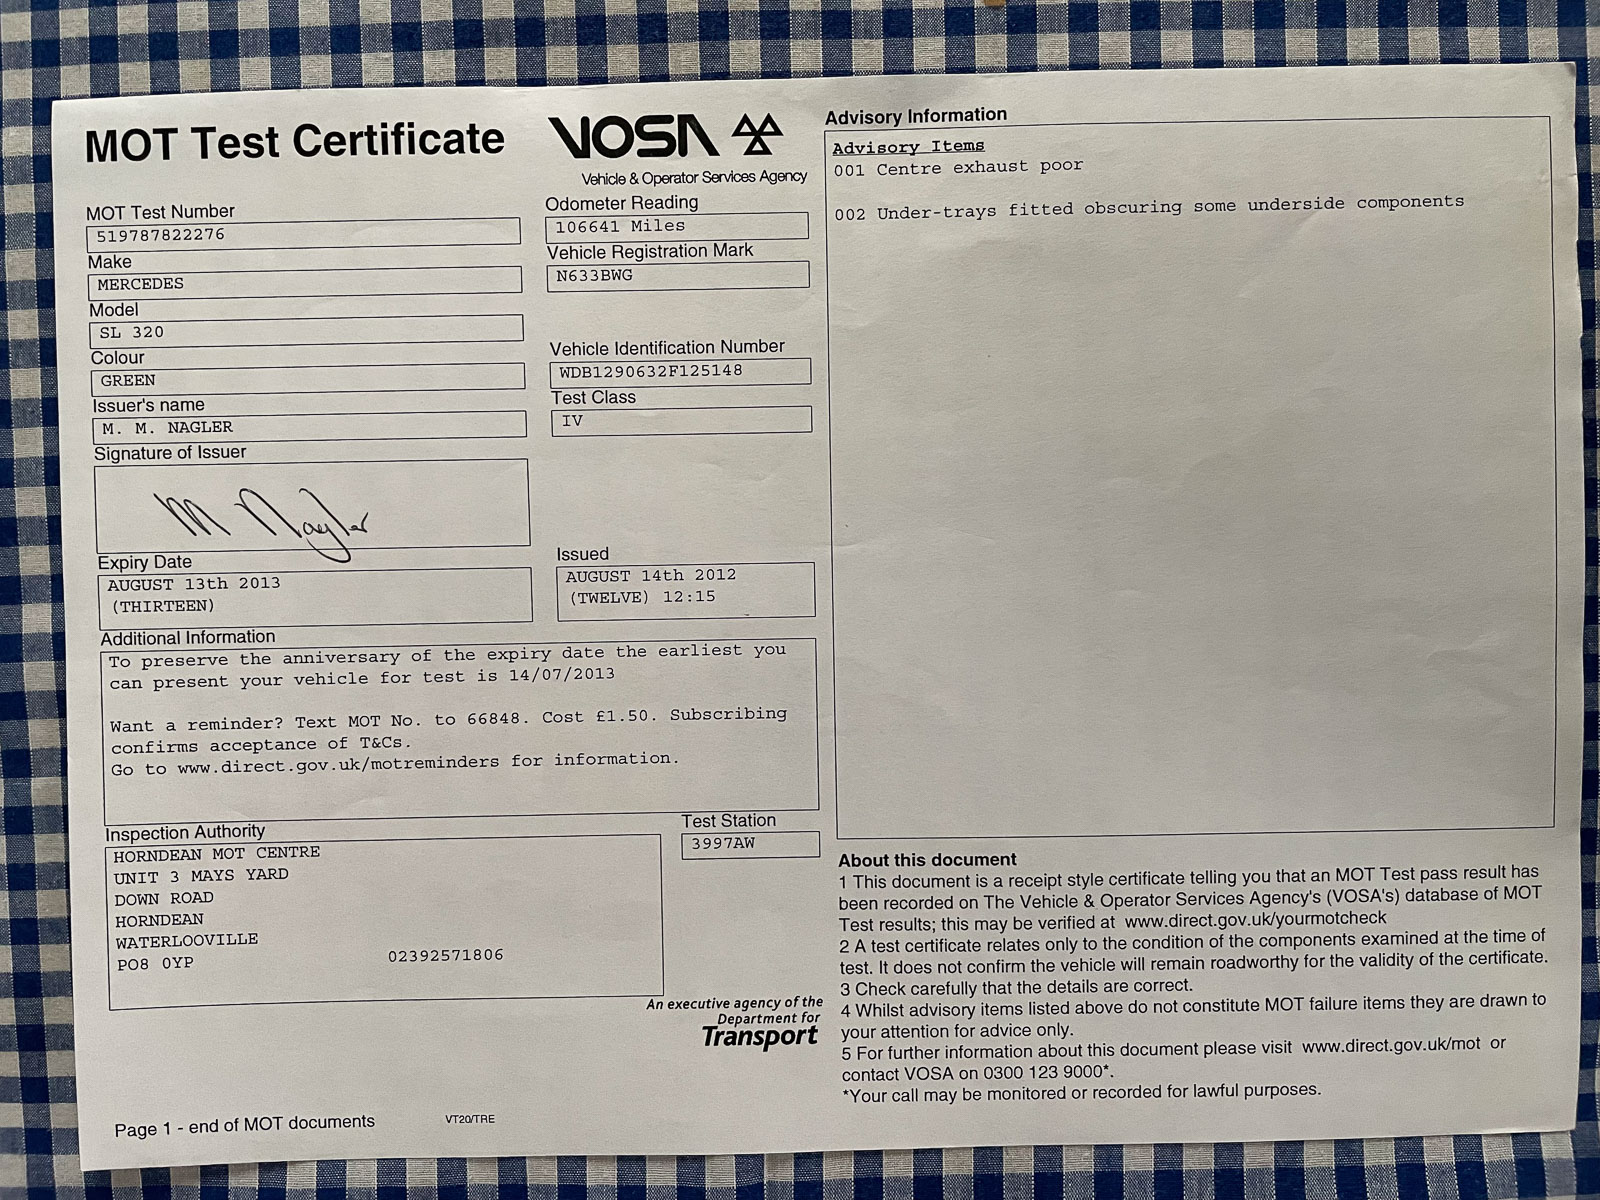 MOT Test Certificate
VOSA
Vehicle & Operator Services Agency
MOT Test Number
519787822276
Make
MERCEDES
Model
SL 320
Colour
GREEN
Issuer's name
M. M. NAGLER
Signature of Issuer
M Nagler
Expiry Date
AUGUST 13th 2013
(THIRTEEN)
Odometer Reading
106641 Miles
Vehicle Registration Mark
N633BWG
Vehicle Identification Number
WDB1290632F125148
Test Class
IV
Issued
AUGUST 14th 2012
(TWELVE) 12:15
Additional Information
To preserve the anniversary of the expiry date the earliest you
can present your vehicle for test is 14/07/2013
Want a reminder? Text MOT No. to 66848. Cost £1.50. Subscribing
confirms acceptance of T&Cs.
Go to www.direct.gov.uk/motreminders for information.
Inspection Authority
HORNDEAN MOT CENTRE
UNIT 3 MAYS YARD
DOWN ROAD
HORNDEAN
WATERLOOVILLE
PO8 0YP 02392571806
Test Station
3997AW
An executive agency of the
Department for
Transport
Page 1 - end of MOT documents
VT20/TRE
Advisory Information
Advisory Items
001 Centre exhaust poor
002 Under-trays fitted obscuring some underside components
About this document
1 This document is a receipt style certificate telling you that an MOT Test pass result has
been recorded on The Vehicle & Operator Services Agency's (VOSA's) database of MOT
Test results; this may be verified at www.direct.gov.uk/yourmotcheck
2 A test certificate relates only to the condition of the components examined at the time of
test. It does not confirm the vehicle will remain roadworthy for the validity of the certificate.
3 Check carefully that the details are correct.
4 Whilst advisory items listed above do not constitute MOT failure items they are drawn to
your attention for advice only.
5 For further information about this document please visit www.direct.gov.uk/mot or
contact VOSA on 0300 123 9000*.
*Your call may be monitored or recorded for lawful purposes.